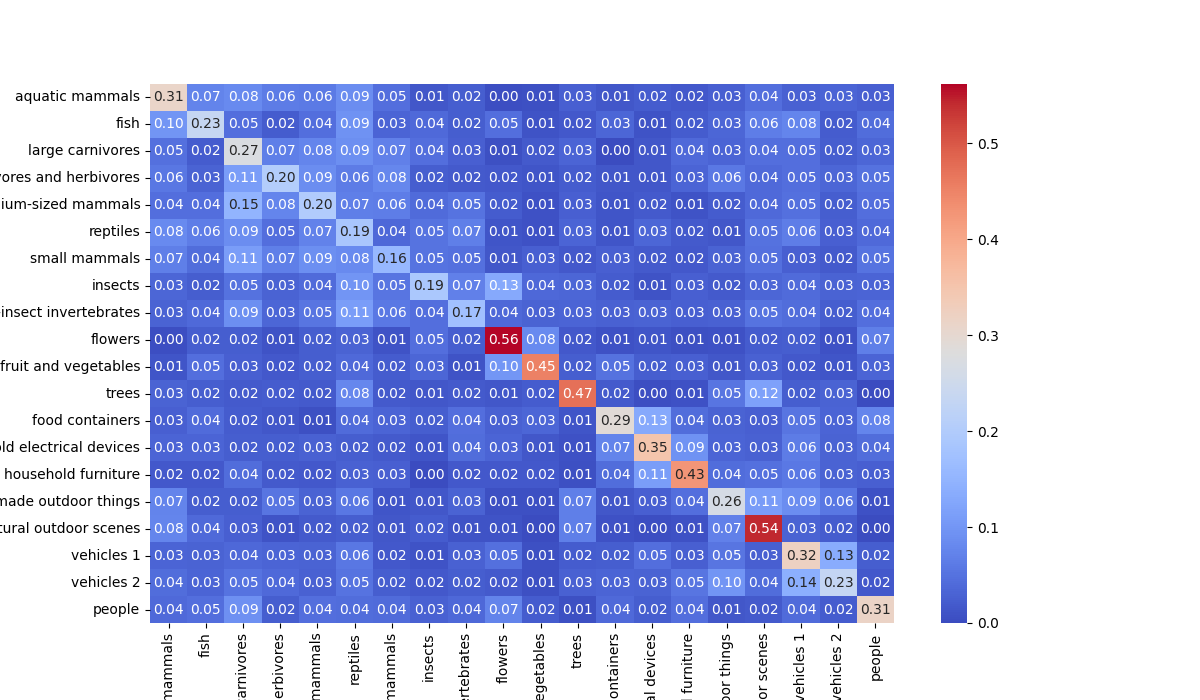 aquatic mammals 0.31 0.07 0.08 0.06 0.06 0.09 0.05 0.01 0.02 0.00 0.01 0.03 0.01 0.02 0.02 0.03 0.04 0.03 0.03 0.03
fish 0.10 0.23 0.05 0.02 0.04 0.09 0.03 0.04 0.02 0.05 0.01 0.02 0.03 0.01 0.02 0.03 0.06 0.08 0.02 0.04
large carnivores 0.05 0.02 0.27 0.07 0.08 0.09 0.07 0.04 0.03 0.01 0.02 0.03 0.00 0.01 0.04 0.03 0.04 0.05 0.02 0.03
vores and herbivores 0.06 0.03 0.11 0.20 0.09 0.06 0.08 0.02 0.02 0.02 0.01 0.02 0.01 0.01 0.03 0.06 0.04 0.05 0.03 0.05
ium-sized mammals 0.04 0.04 0.15 0.08 0.20 0.07 0.06 0.04 0.05 0.02 0.01 0.03 0.01 0.02 0.01 0.02 0.04 0.05 0.02 0.05
reptiles 0.08 0.06 0.09 0.05 0.07 0.19 0.04 0.05 0.07 0.01 0.01 0.03 0.01 0.03 0.02 0.01 0.05 0.06 0.03 0.04
small mammals 0.07 0.04 0.11 0.07 0.09 0.08 0.16 0.05 0.05 0.01 0.03 0.02 0.03 0.02 0.02 0.03 0.05 0.03 0.02 0.05
insects 0.03 0.02 0.05 0.03 0.04 0.10 0.05 0.19 0.07 0.13 0.04 0.03 0.02 0.01 0.03 0.02 0.03 0.04 0.03 0.03
insect invertebrates 0.03 0.04 0.09 0.03 0.05 0.11 0.06 0.04 0.17 0.04 0.03 0.03 0.03 0.03 0.03 0.03 0.05 0.04 0.02 0.04
flowers 0.00 0.02 0.02 0.01 0.02 0.03 0.01 0.05 0.02 0.56 0.08 0.02 0.01 0.01 0.01 0.01 0.02 0.02 0.01 0.07
fruit and vegetables 0.01 0.05 0.03 0.02 0.02 0.04 0.02 0.03 0.01 0.10 0.45 0.02 0.05 0.02 0.03 0.01 0.03 0.02 0.01 0.03
trees 0.03 0.02 0.02 0.02 0.02 0.08 0.02 0.01 0.02 0.01 0.02 0.47 0.02 0.00 0.01 0.05 0.12 0.02 0.03 0.00
food containers 0.03 0.04 0.02 0.01 0.01 0.04 0.03 0.02 0.04 0.03 0.03 0.01 0.29 0.13 0.04 0.03 0.03 0.05 0.03 0.08
old electrical devices 0.03 0.03 0.02 0.03 0.02 0.02 0.02 0.01 0.04 0.03 0.01 0.01 0.07 0.35 0.09 0.03 0.03 0.06 0.03 0.04
household furniture 0.02 0.02 0.04 0.02 0.02 0.03 0.03 0.00 0.02 0.02 0.02 0.01 0.04 0.11 0.43 0.04 0.05 0.06 0.03 0.03
made outdoor things 0.07 0.02 0.02 0.05 0.03 0.06 0.01 0.01 0.03 0.01 0.01 0.07 0.01 0.03 0.04 0.26 0.11 0.09 0.06 0.01
tural outdoor scenes 0.08 0.04 0.03 0.01 0.02 0.02 0.01 0.02 0.01 0.01 0.00 0.07 0.01 0.00 0.01 0.07 0.54 0.03 0.02 0.00
vehicles 1 0.03 0.03 0.04 0.03 0.03 0.06 0.02 0.01 0.03 0.05 0.01 0.02 0.02 0.05 0.03 0.05 0.03 0.32 0.13 0.02
vehicles 2 0.04 0.03 0.05 0.04 0.03 0.05 0.02 0.02 0.02 0.02 0.01 0.03 0.03 0.03 0.05 0.10 0.04 0.14 0.23 0.02
people 0.04 0.05 0.09 0.02 0.04 0.04 0.04 0.03 0.04 0.07 0.02 0.01 0.04 0.02 0.04 0.01 0.02 0.04 0.02 0.31
mammals
fish
arnivores
erbivores
mammals
reptiles
mammals
insects
ertebrates
flowers
egetables
trees
ontainers
al devices
furniture
oor things
or scenes
vehicles 1
vehicles 2
people
0.5
0.4
0.3
0.2
0.1
0.0